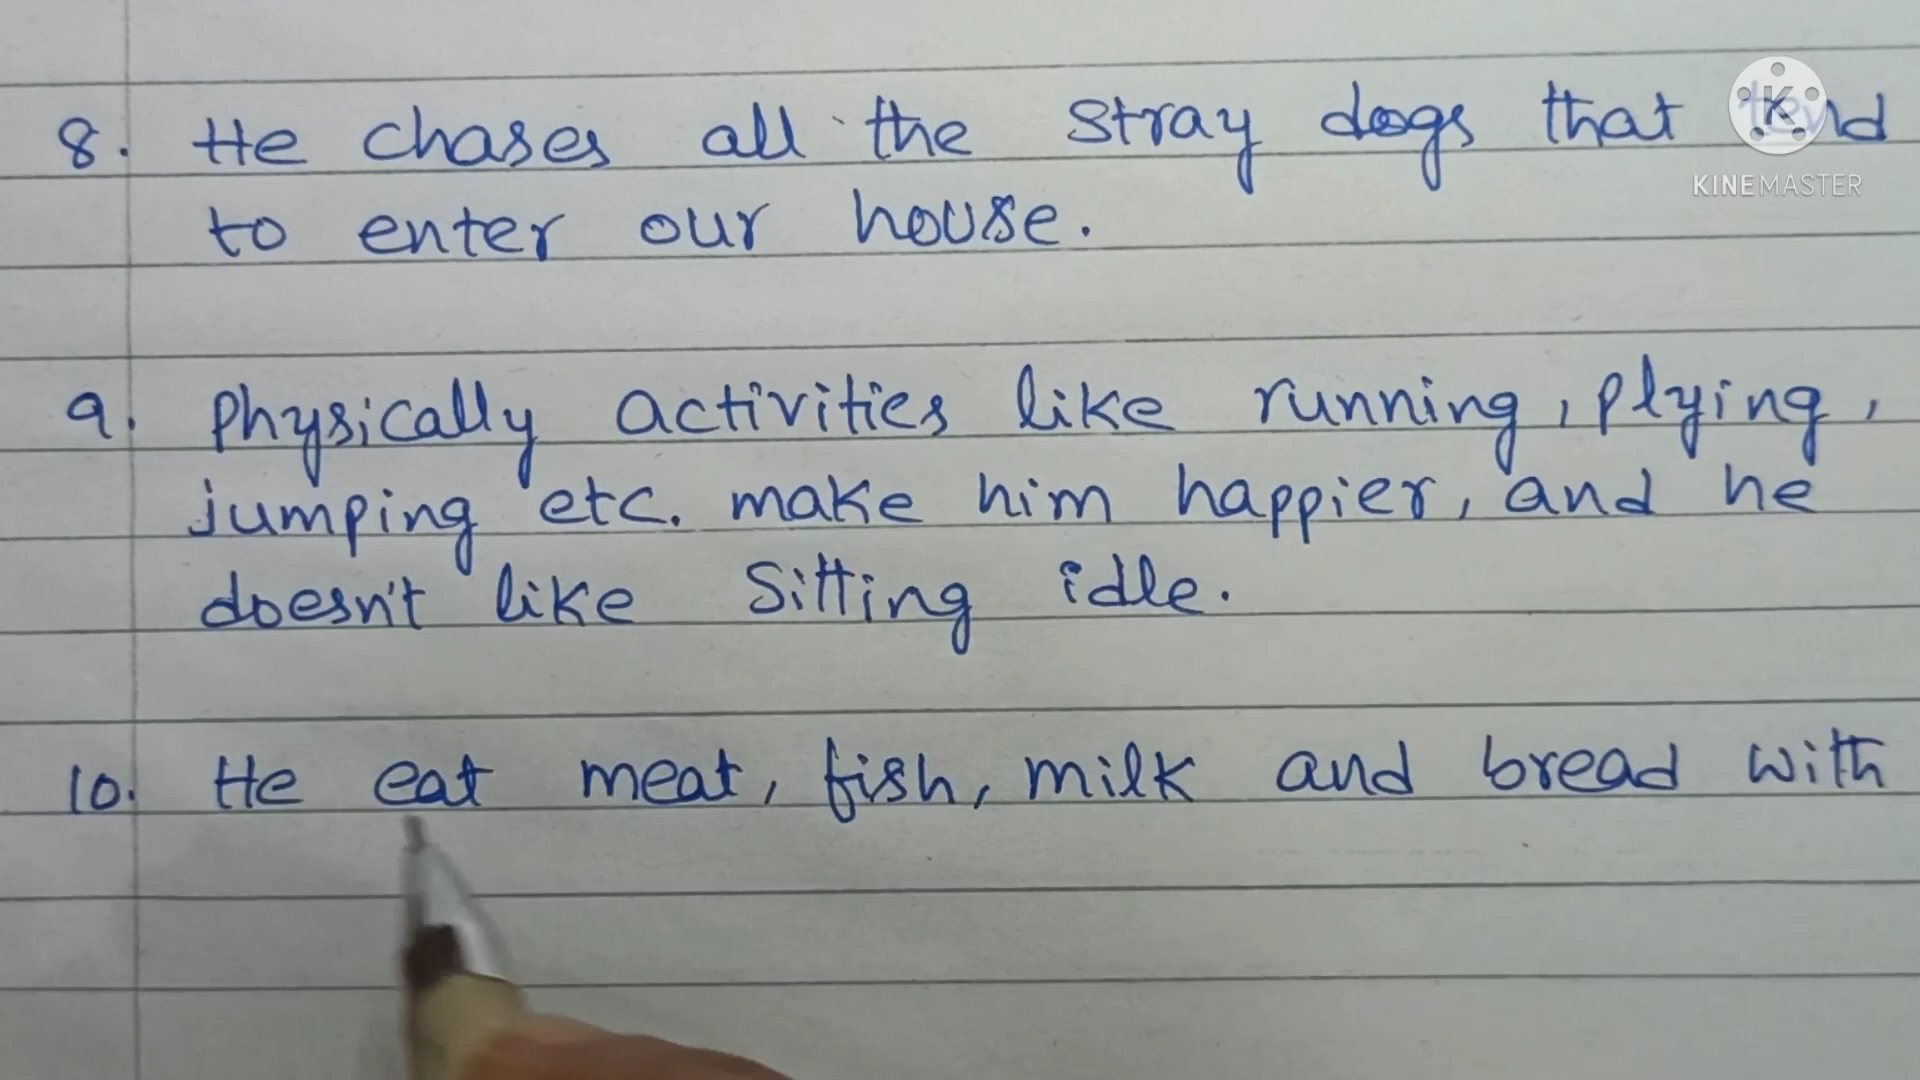 8. He chases all the stray dogs that tend
KINEMASTER
to enter our house.
9. Physically activities like running, plying,
jumping etc. make him happier, and he
doesn't like Sitting idle.
10. He eat meat, fish, milk and bread with